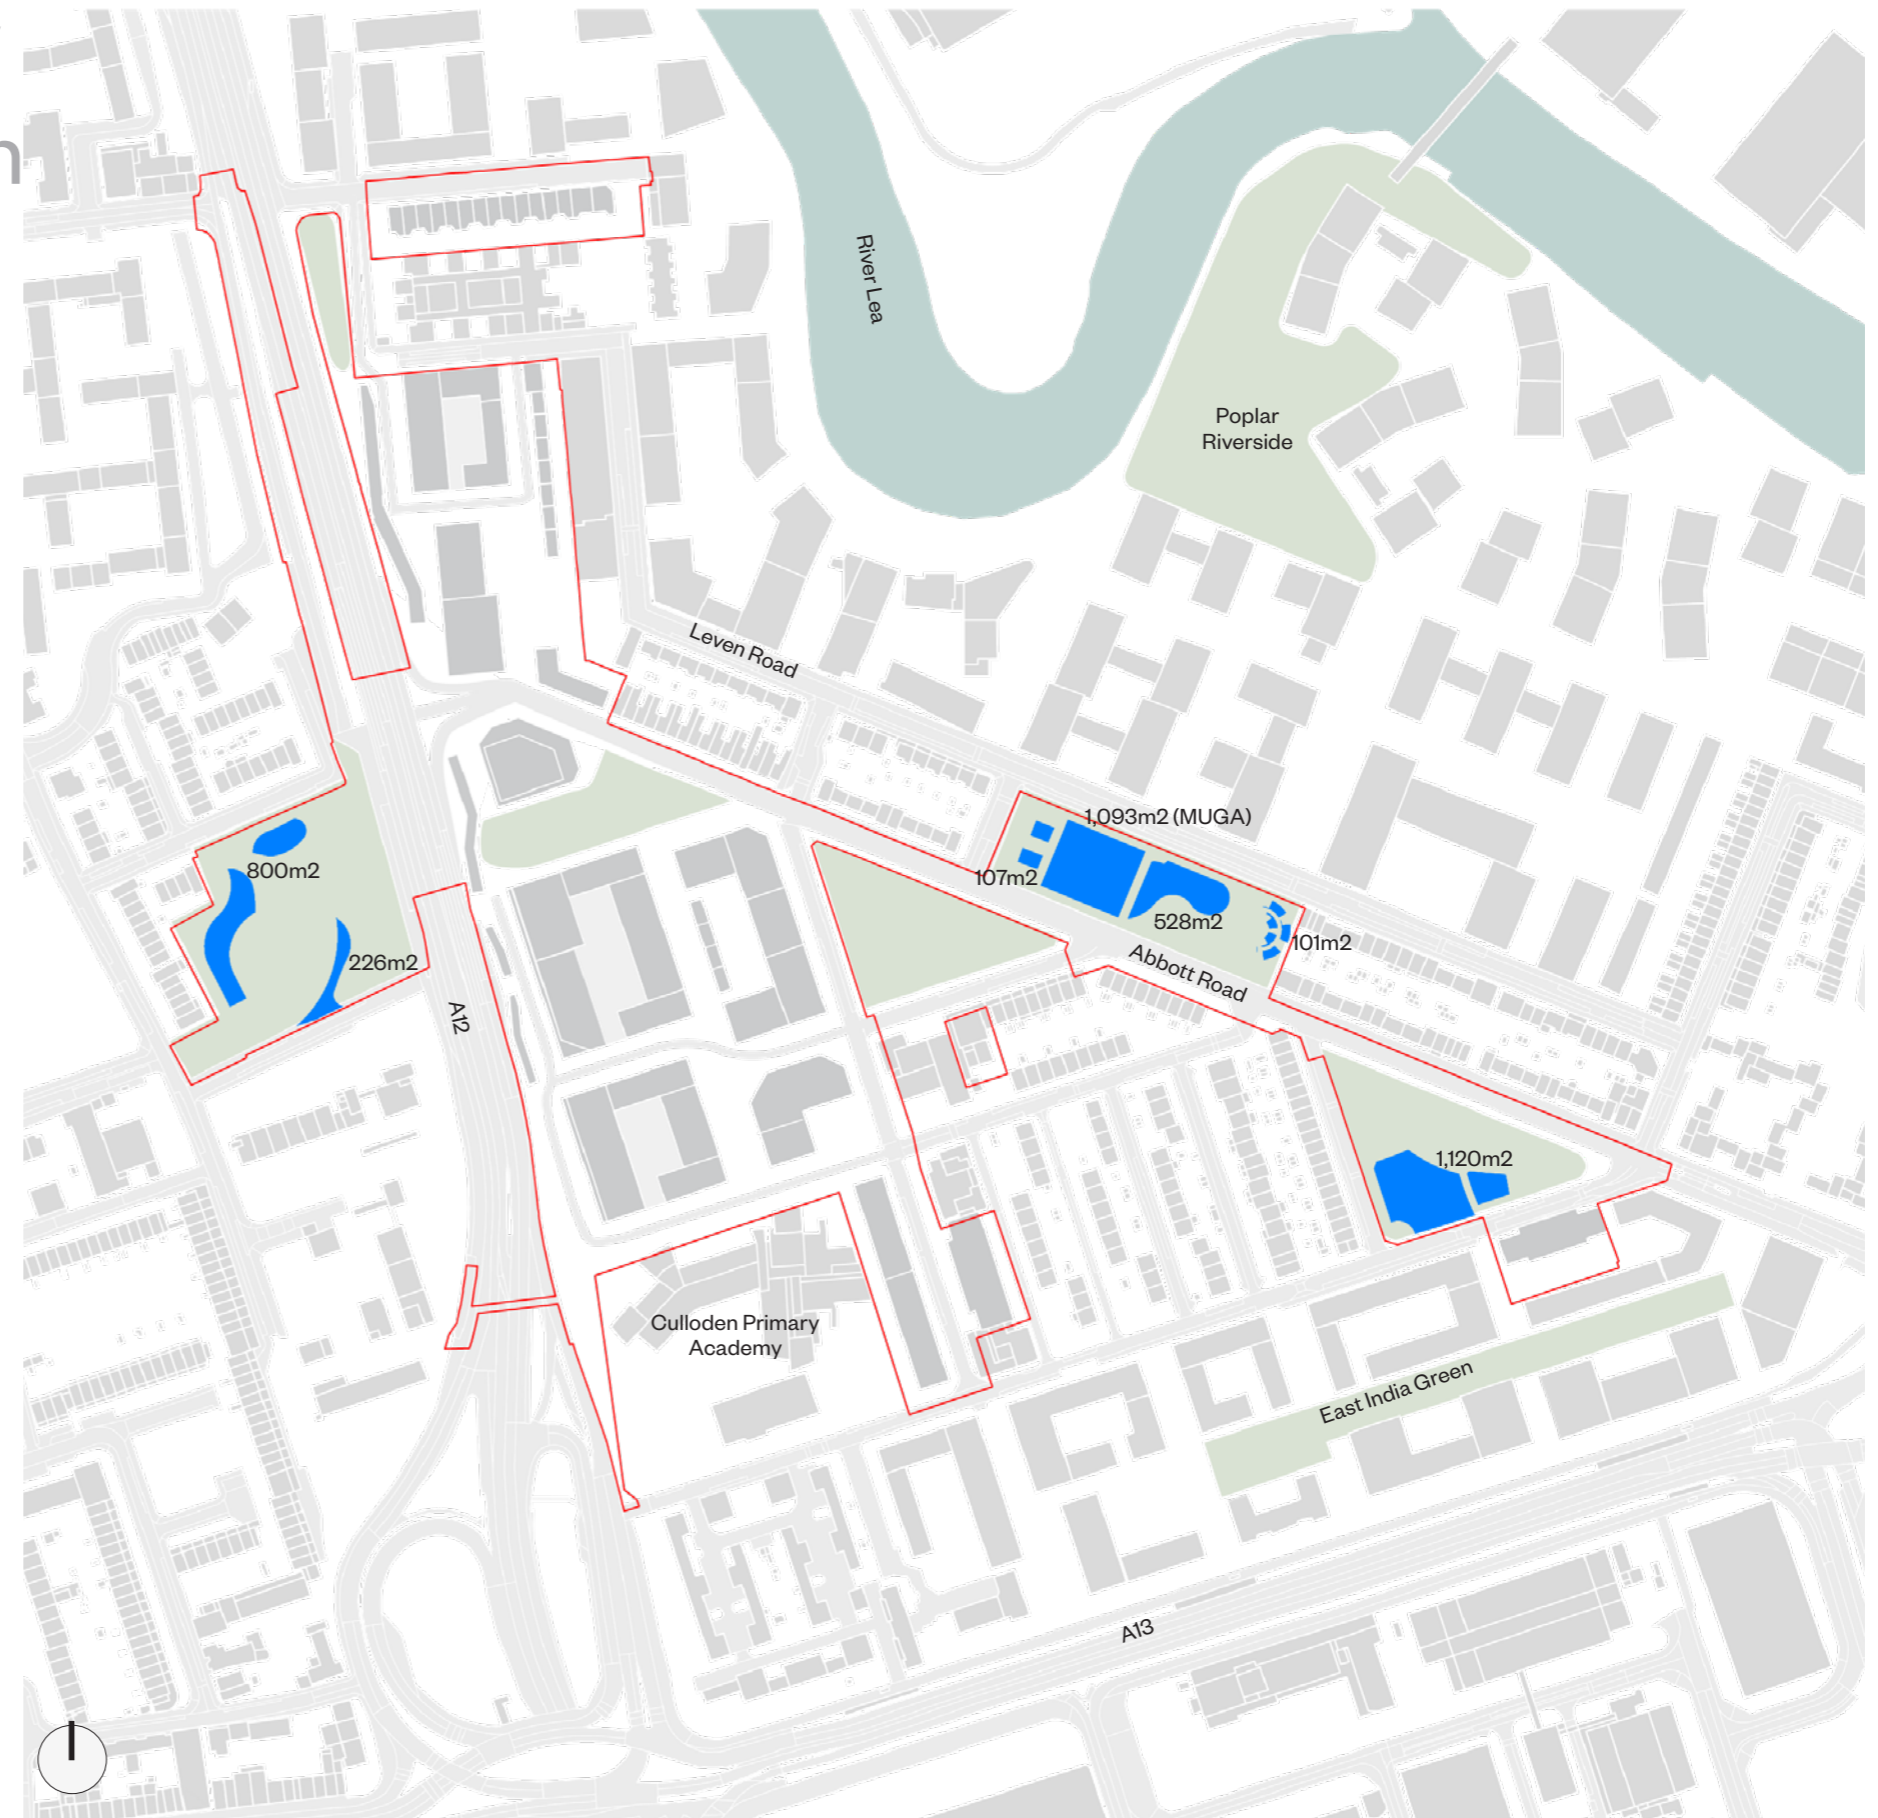 n
River Lea
Poplar
Riverside
Leven Road
1,093m2 (MUGA)
800m2
107m2
528m2
101m2
226m2
Abbott Road
A12
1,120m2
Culloden Primary
Academy
East India Green
A13